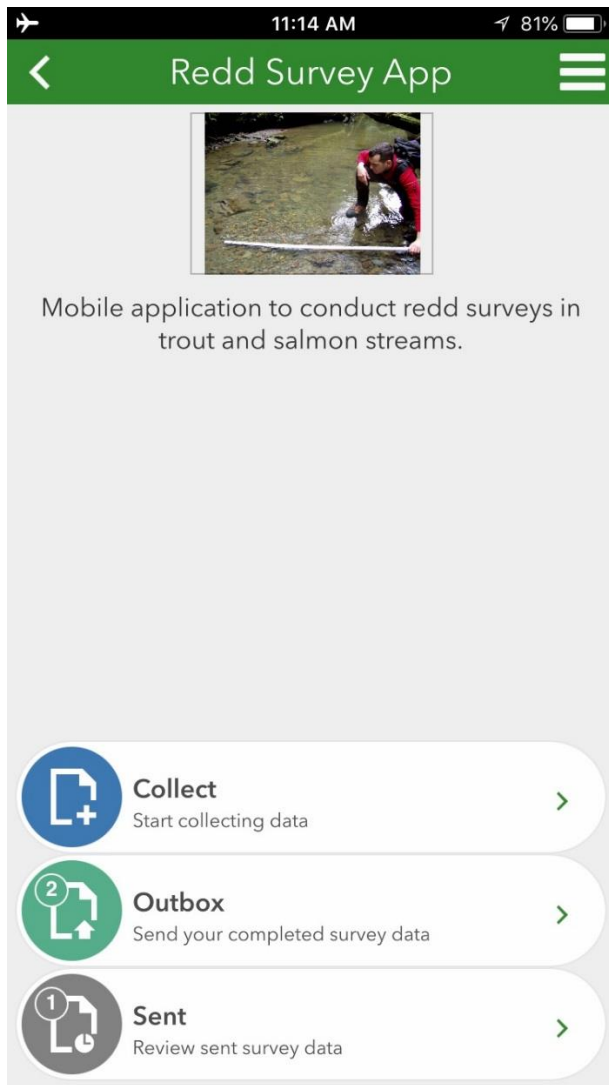 11:14 AM
81%
Redd Survey App
Mobile application to conduct redd surveys in
trout and salmon streams.
Collect
Start collecting data
2
Outbox
Send your completed survey data
1
Sent
Review sent survey data